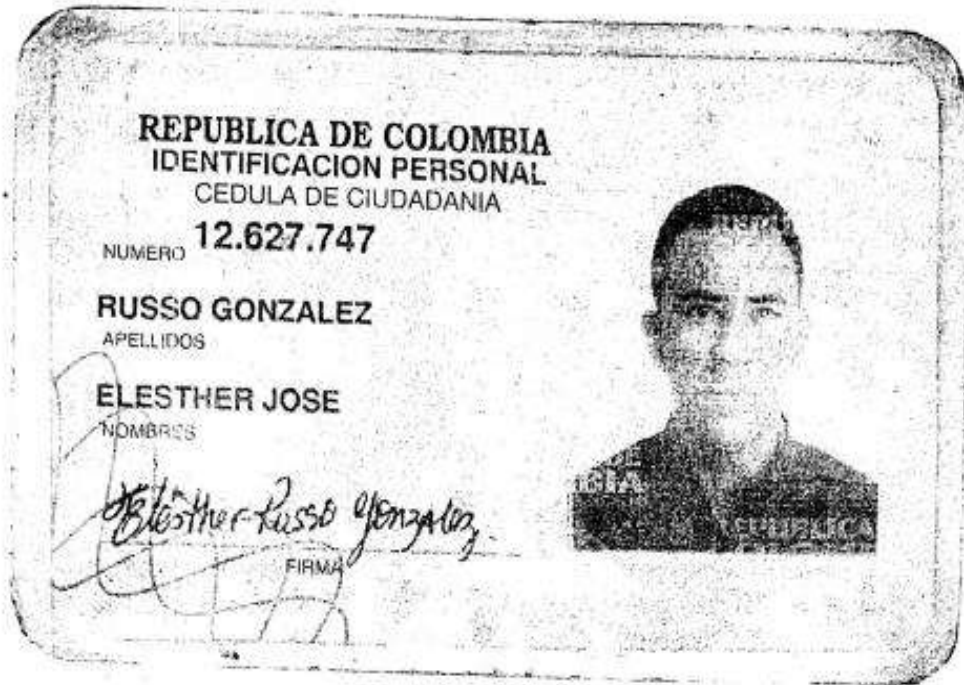 REPUBLICA DE COLOMBIA
IDENTIFICACION PERSONAL
CEDULA DE CIUDADANIA
NUMERO 12.627.747
RUSSO GONZALEZ
APELLIDOS
ELESTHER JOSE
NOMBRES
Elesther Russo Gonzalez
FIRMA
REPUBLICA